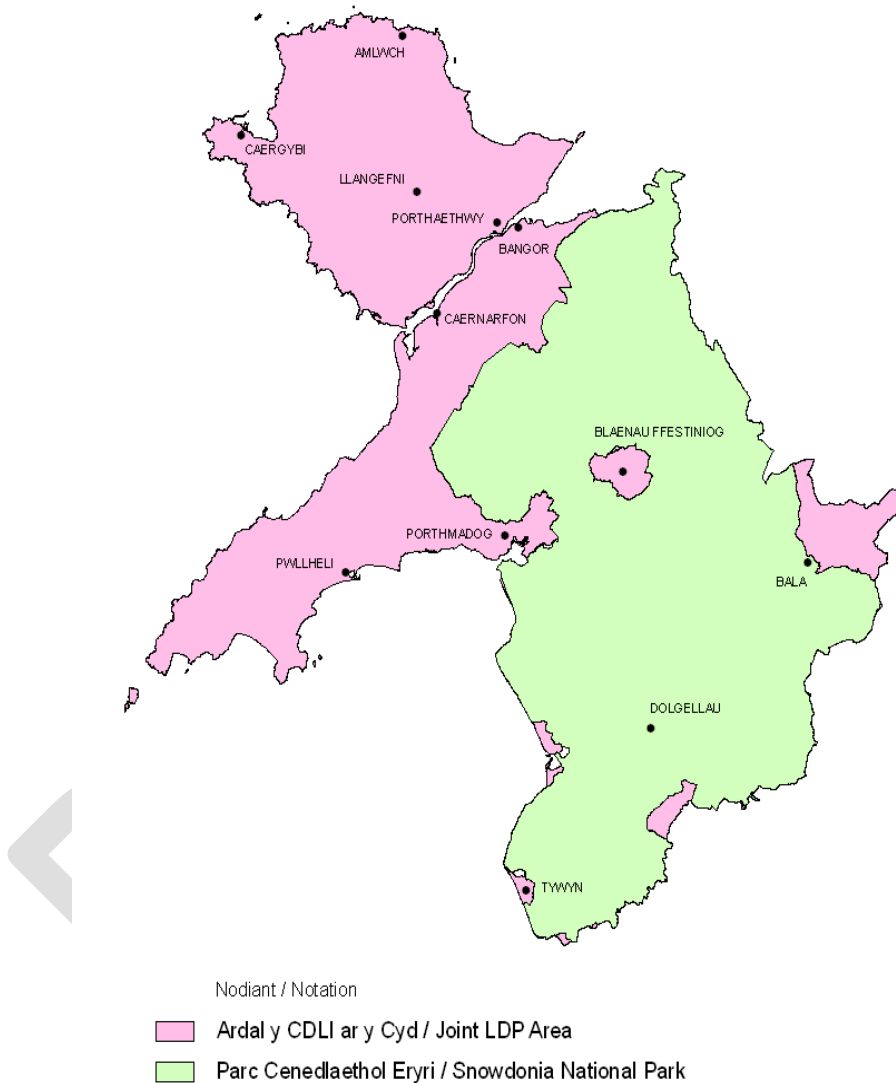 AMLWCH
CAERGYBI
LLANGEFNI
PORTHAETHWY
BANGOR
CAERNARFON
BLAENAU FFESTINIOG
PORTHMADOG
PWLLHELI
BALA
DOLGELLAU
TYWYN
Nodiant / Notation
Ardal y CDLl ar y Cyd / Joint LDP Area
Parc Cenedlaethol Eryri / Snowdonia National Park